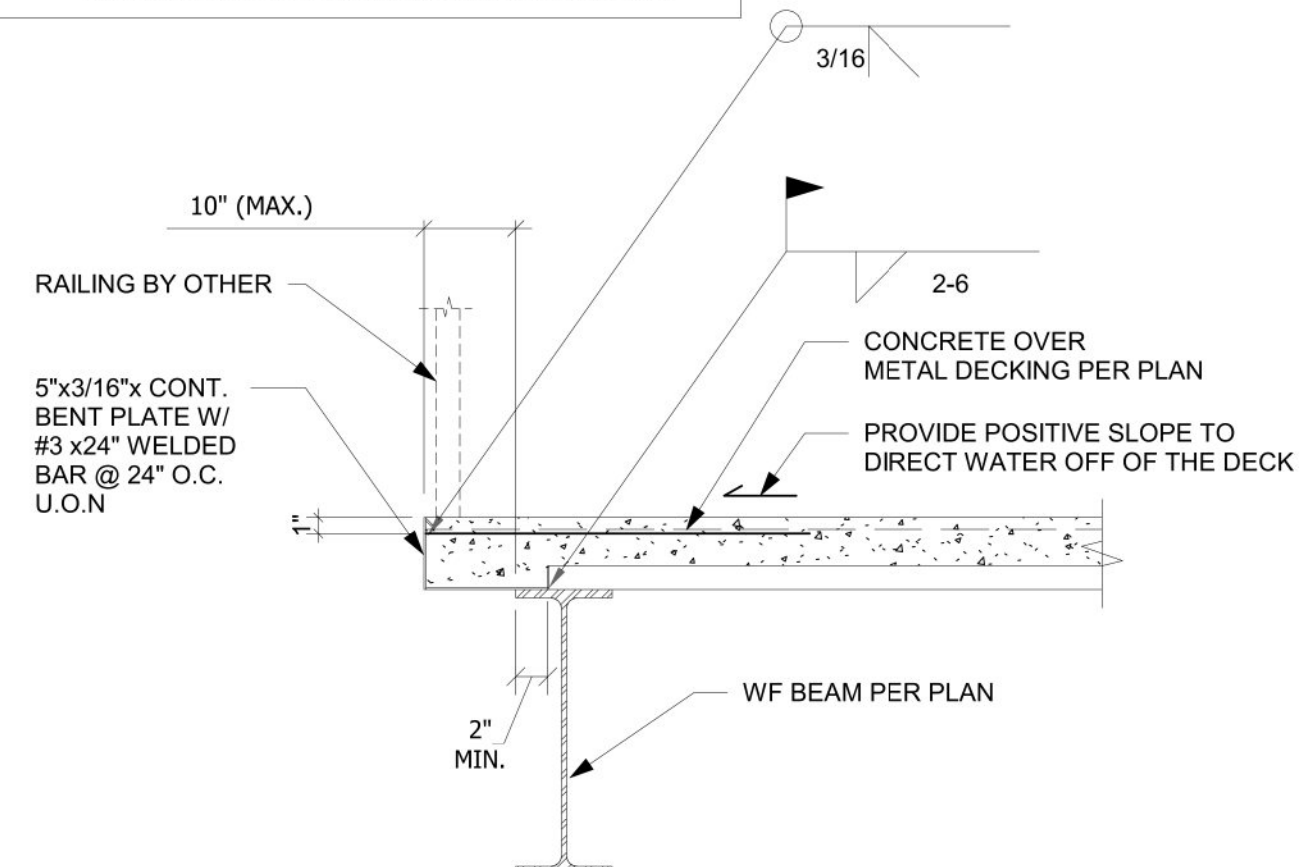 3/16
10" (MAX.)
RAILING BY OTHER
2-6
CONCRETE OVER
METAL DECKING PER PLAN
5"x3/16"x CONT.
BENT PLATE W/
#3 x24" WELDED
BAR @ 24" O.C.
U.O.N
PROVIDE POSITIVE SLOPE TO
DIRECT WATER OFF OF THE DECK
1"
WF BEAM PER PLAN
2"
MIN.